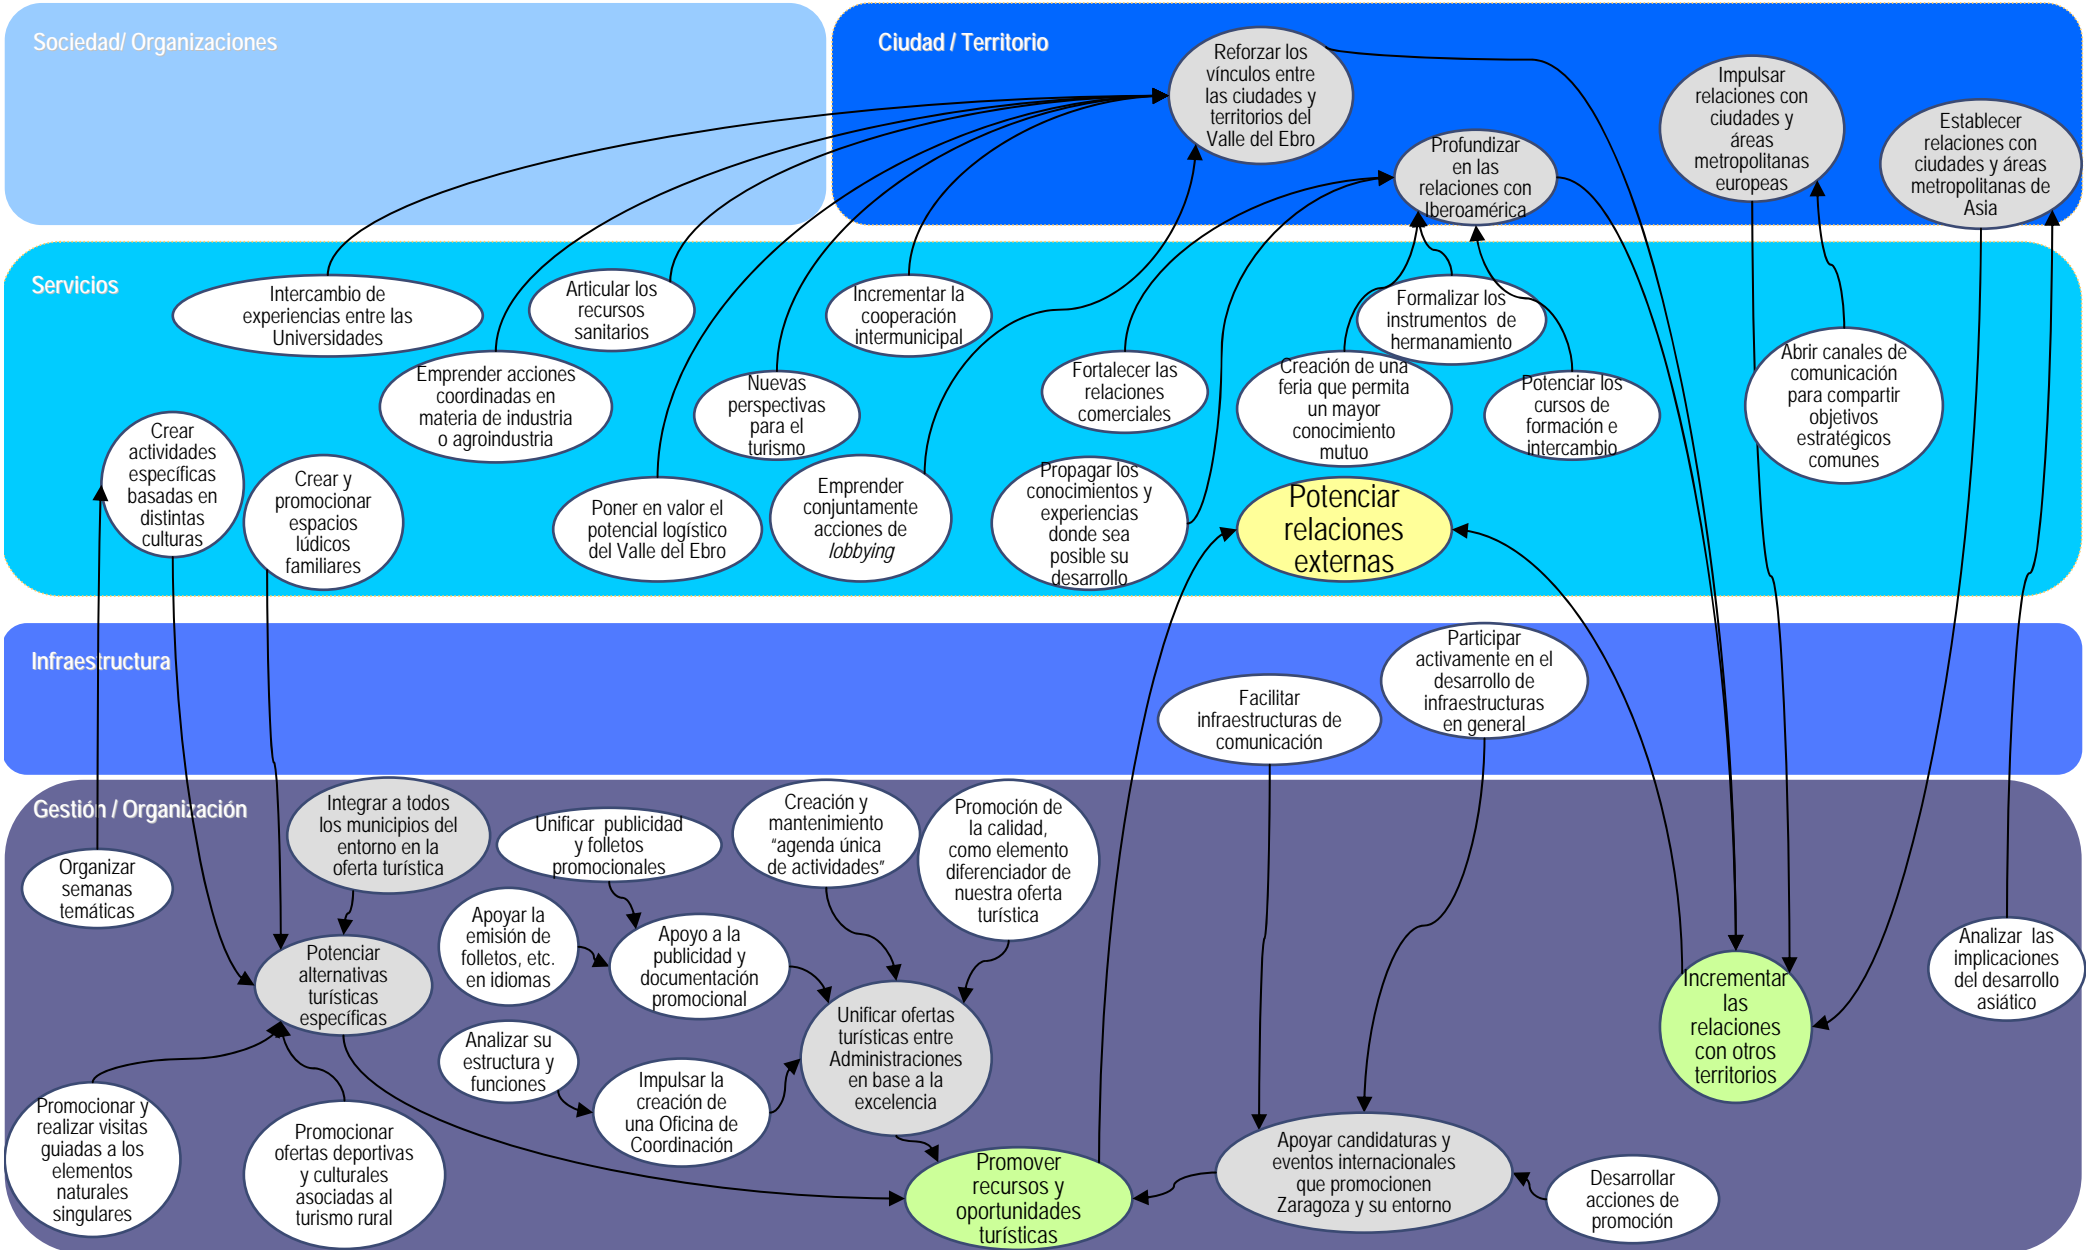 Sociedad/ Organizaciones
Ciudad / Territorio
Reforzar los
vínculos entre
las ciudades y
territorios del
Valle del Ebro
Profundizar
en las
relaciones con
Iberoamérica
Impulsar
relaciones con
ciudades y
áreas
metropolitanas
europeas
Establecer
relaciones con
ciudades y áreas
metropolitanas de
Asia
Servicios
Intercambio de
experiencias entre las
Universidades
Emprender acciones
coordinadas en
materia de industria
o agroindustria
Articular los
recursos
sanitarios
Poner en valor el
potencial logístico
del Valle del Ebro
Nuevas
perspectivas
para el
turismo
Incrementar la
cooperación
intermunicipal
Emprender
conjuntamente
acciones de
lobbying
Fortalecer las
relaciones
comerciales
Propagar los
conocimientos y
experiencias
donde sea
posible su
desarrollo
Creación de una
feria que permita
un mayor
conocimiento
mutuo
Formalizar los
instrumentos de
hermanamiento
Potenciar los
cursos de
formación e
intercambio
Abrir canales de
comunicación
para compartir
objetivos
estratégicos
comunes
Crear
actividades
específicas
basadas en
distintas
culturas
Crear y
promocionar
espacios
lúdicos
familiares
Potenciar
relaciones
externas
Infraestructura
Facilitar
infraestructuras de
comunicación
Participar
activamente en el
desarrollo de
infraestructuras
en general
Gestión / Organización
Organizar
semanas
temáticas
Integrar a todos
los municipios del
entorno en la
oferta turística
Unificar publicidad
y folletos
promocionales
Creación y
mantenimiento
“agenda única
de actividades”
Promoción de
la calidad,
como elemento
diferenciador de
nuestra oferta
turística
Apoyar la
emisión de
folletos, etc.
en idiomas
Apoyo a la
publicidad y
documentación
promocional
Potenciar
alternativas
turísticas
específicas
Analizar su
estructura y
funciones
Impulsar la
creación de
una Oficina de
Coordinación
Unificar ofertas
turísticas entre
Administraciones
en base a la
excelencia
Incrementar
las
relaciones
con otros
territorios
Analizar las
implicaciones
del desarrollo
asiático
Promocionar y
realizar visitas
guiadas a los
elementos
naturales
singulares
Promocionar
ofertas deportivas
y culturales
asociadas al
turismo rural
Promover
recursos y
oportunidades
turísticas
Apoyar candidaturas y
eventos internacionales
que promocionen
Zaragoza y su entorno
Desarrollar
acciones de
promoción